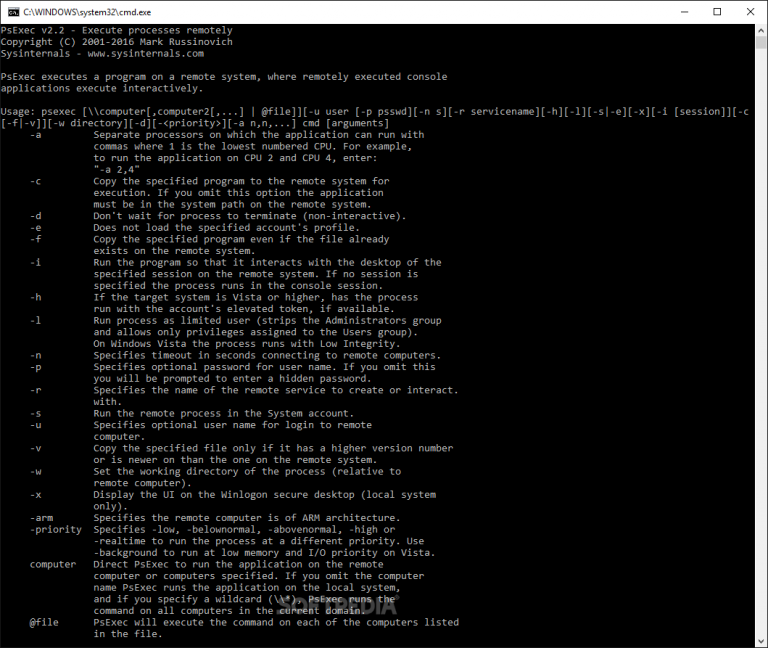 C:\WINDOWS\system32\cmd.exe
PsExec v2.2 - Execute processes remotely
Copyright (C) 2001-2016 Mark Russinovich
Sysinternals - www.sysinternals.com
PsExec executes a program on a remote system, where remotely executed console
applications execute interactively.
Usage: psexec [\\computer[,computer2[,...] | @file]][-u user [-p psswd][-n s][-r servicename][-h][-l][-s|-e][-x][-i [session]][-c
[-f|-v]][-w directory][-d][-<priority>][-a n,n,...] cmd [arguments]
-a Separate processors on which the application can run with
commas where 1 is the lowest numbered CPU. For example,
to run the application on CPU 2 and CPU 4, enter:
"-a 2,4"
-c Copy the specified program to the remote system for
execution. If you omit this option the application
must be in the system path on the remote system.
-d Don't wait for process to terminate (non-interactive).
-e Does not load the specified account's profile.
-f Copy the specified program even if the file already
exists on the remote system.
-i Run the program so that it interacts with the desktop of the
specified session on the remote system. If no session is
specified the process runs in the console session.
-h If the target system is Vista or higher, has the process
run with the account's elevated token, if available.
-l Run process as limited user (strips the Administrators group
and allows only privileges assigned to the Users group).
On Windows Vista the process runs with Low Integrity.
-n Specifies timeout in seconds connecting to remote computers.
-p Specifies optional password for user name. If you omit this
you will be prompted to enter a hidden password.
-r Specifies the name of the remote service to create or interact.
with.
-s Run the remote process in the System account.
-u Specifies optional user name for login to remote
computer.
-v Copy the specified file only if it has a higher version number
or is newer on than the one on the remote system.
-w Set the working directory of the process (relative to
remote computer).
-x Display the UI on the Winlogon secure desktop (local system
only).
-arm Specifies the remote computer is of ARM architecture.
-priority Specifies -low, -belownormal, -abovenormal, -high or
-realtime to run the process at a different priority. Use
-background to run at low memory and I/O priority on Vista.
computer Direct PsExec to run the application on the remote
computer or computers specified. If you omit the computer
name PsExec runs the application on the local system,
and if you specify a wildcard (\\*), PsExec runs the
command on all computers in the current domain.
SOFTPEDIA
@file PsExec will execute the command on each of the computers listed
in the file.